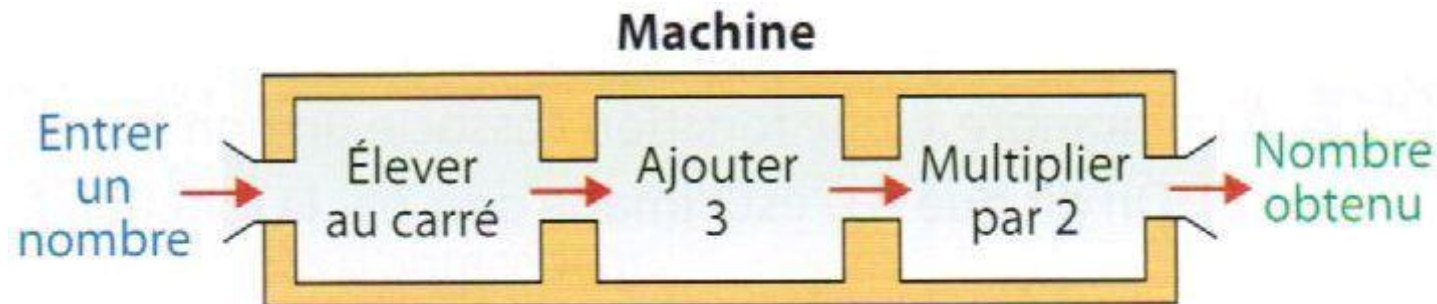 Machine
Entrer
un
nombre
Élever
au carré
Ajouter
3
Multiplier
par 2
Nombre
obtenu